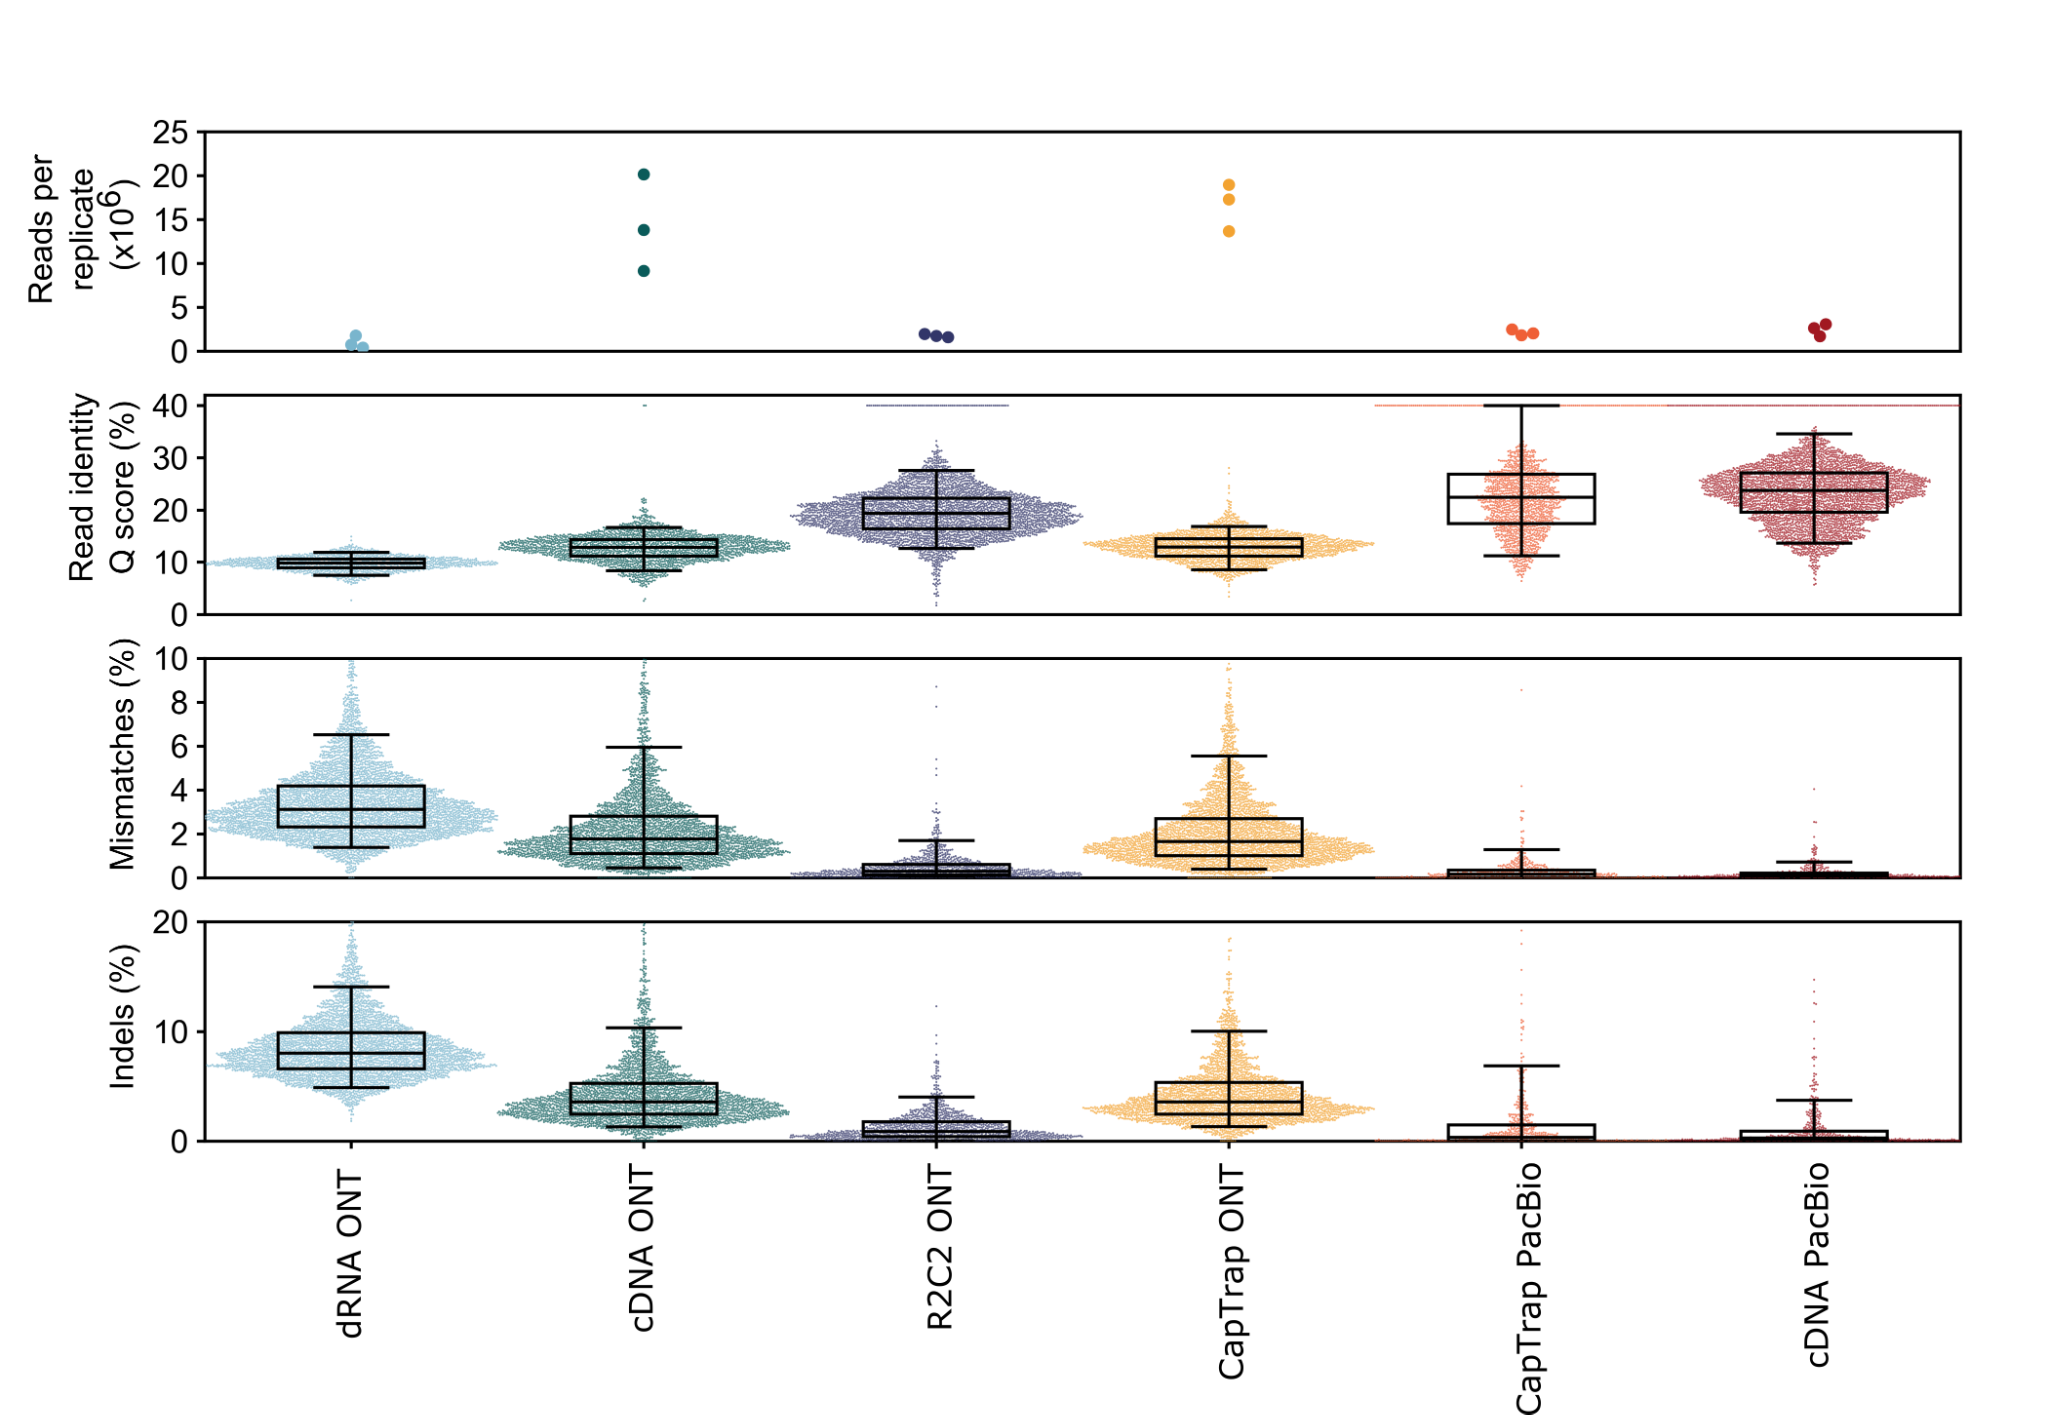 Reads per
replicate
(x10⁶)
25
20
15
10
5
0
Read identity
Q score (%)
40
30
20
10
0
Mismatches (%)
10
8
6
4
2
0
Indels (%)
20
10
0
dRNA ONT
cDNA ONT
R2C2 ONT
CapTrap ONT
CapTrap PacBio
cDNA PacBio